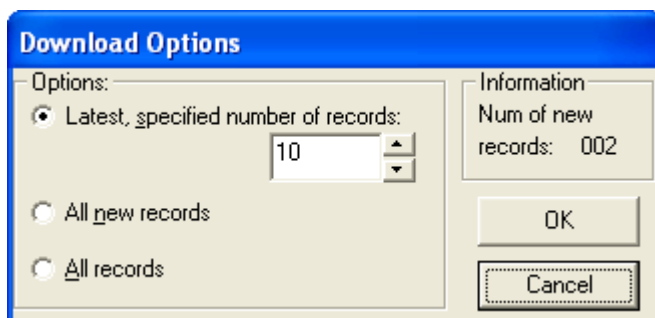 Download Options
Options:
Latest, specified number of records:
10
All new records
All records
Information
Num of new
records: 002
OK
Cancel